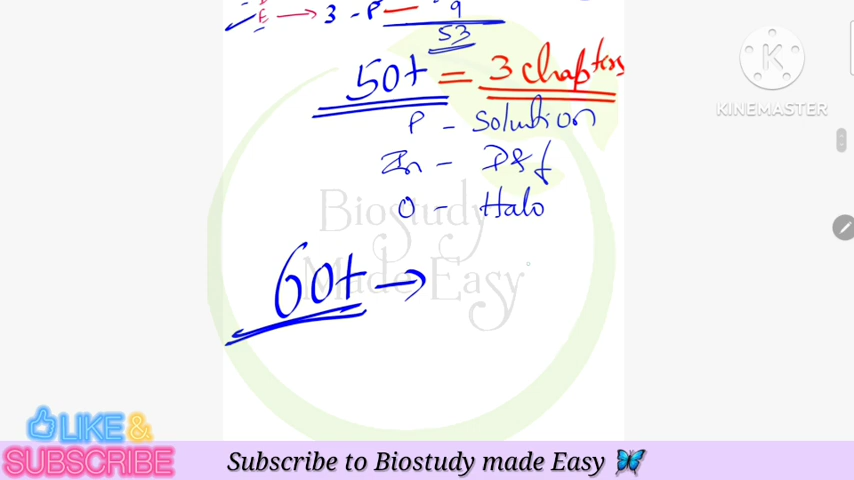 E → 3 - P — 9
53
50+ = 3 chapters
P - Solution
In - D&f
O - Halo
60+ →
Biostudy
Made Easy
K
KINEMASTER
LIKE &
SUBSCRIBE
Subscribe to Biostudy made Easy 🦋